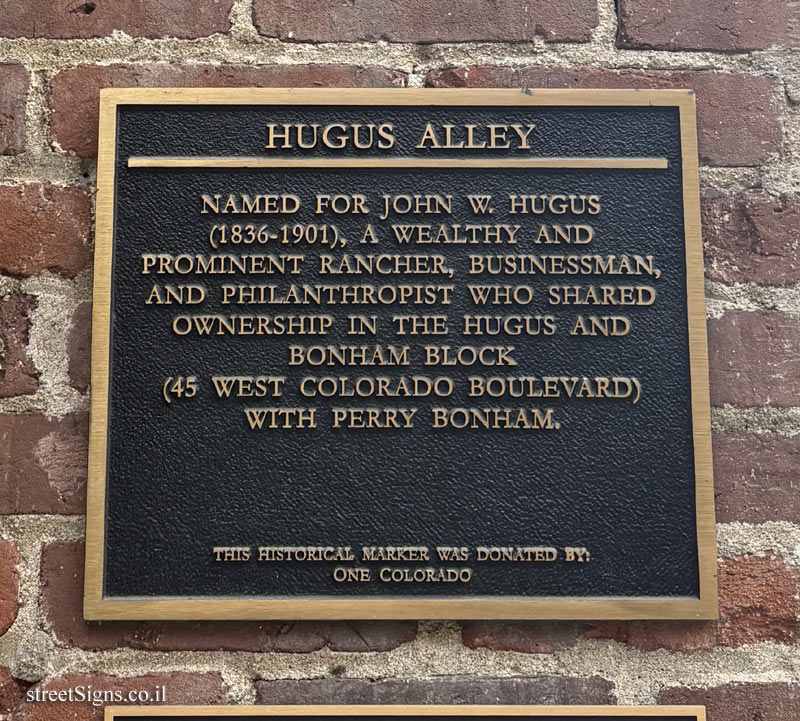 HUGUS ALLEY
NAMED FOR JOHN W. HUGUS
(1836-1901), A WEALTHY AND
PROMINENT RANCHER, BUSINESSMAN,
AND PHILANTHROPIST WHO SHARED
OWNERSHIP IN THE HUGUS AND
BONHAM BLOCK
(45 WEST COLORADO BOULEVARD)
WITH PERRY BONHAM.
THIS HISTORICAL MARKER WAS DONATED BY:
ONE COLORADO
streetSigns.co.il